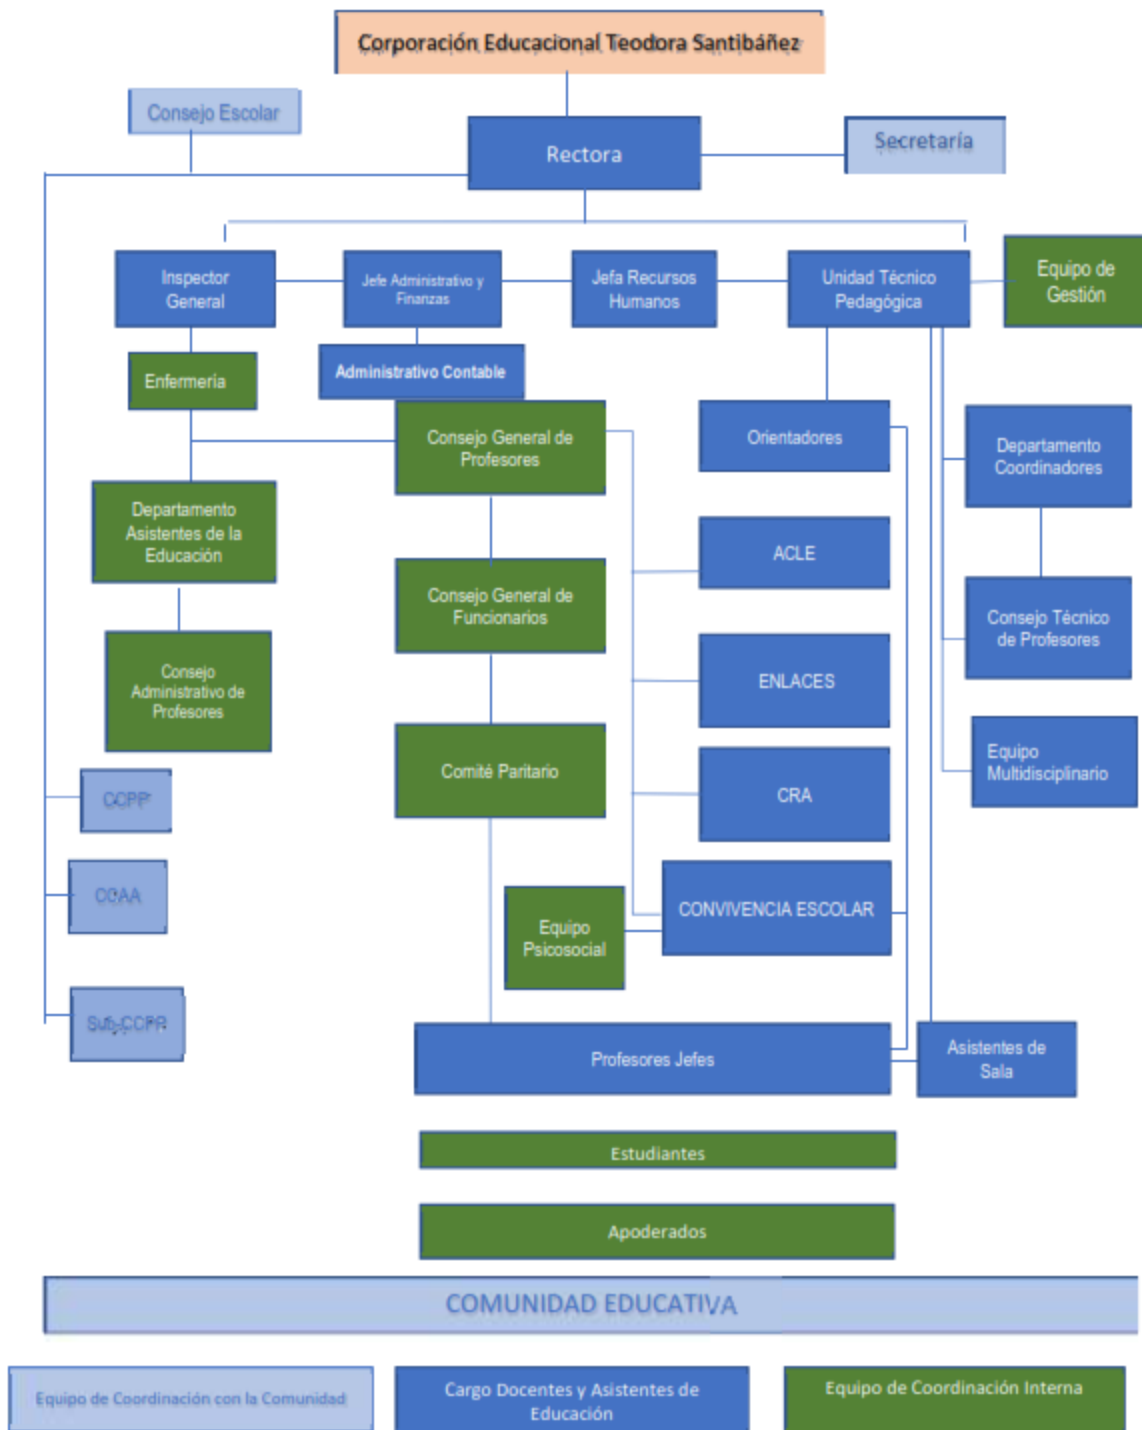 Corporación Educacional Teodora Santibáñez
Consejo Escolar
Rectora
Secretaría
Inspector
General
Jefe Administrativo y
Finanzas
Jefa Recursos
Humanos
Unidad Técnico
Pedagógica
Equipo de
Gestión
Enfermería
Administrativo Contable
Consejo General de
Profesores
Orientadores
Departamento
Coordinadores
Departamento
Asistentes de la
Educación
ACLE
Consejo General de
Funcionarios
Consejo Técnico
de Profesores
Consejo
Administrativo de
Profesores
ENLACES
Comité Paritario
Equipo
Multidisciplinario
CCPP
CRA
CCAA
CONVIVENCIA ESCOLAR
Equipo
Psicosocial
Sub-CCPP
Profesores Jefes
Asistentes de
Sala
Estudiantes
Apoderados
COMUNIDAD EDUCATIVA
Equipo de Coordinación con la Comunidad
Cargo Docentes y Asistentes de
Educación
Equipo de Coordinación Interna